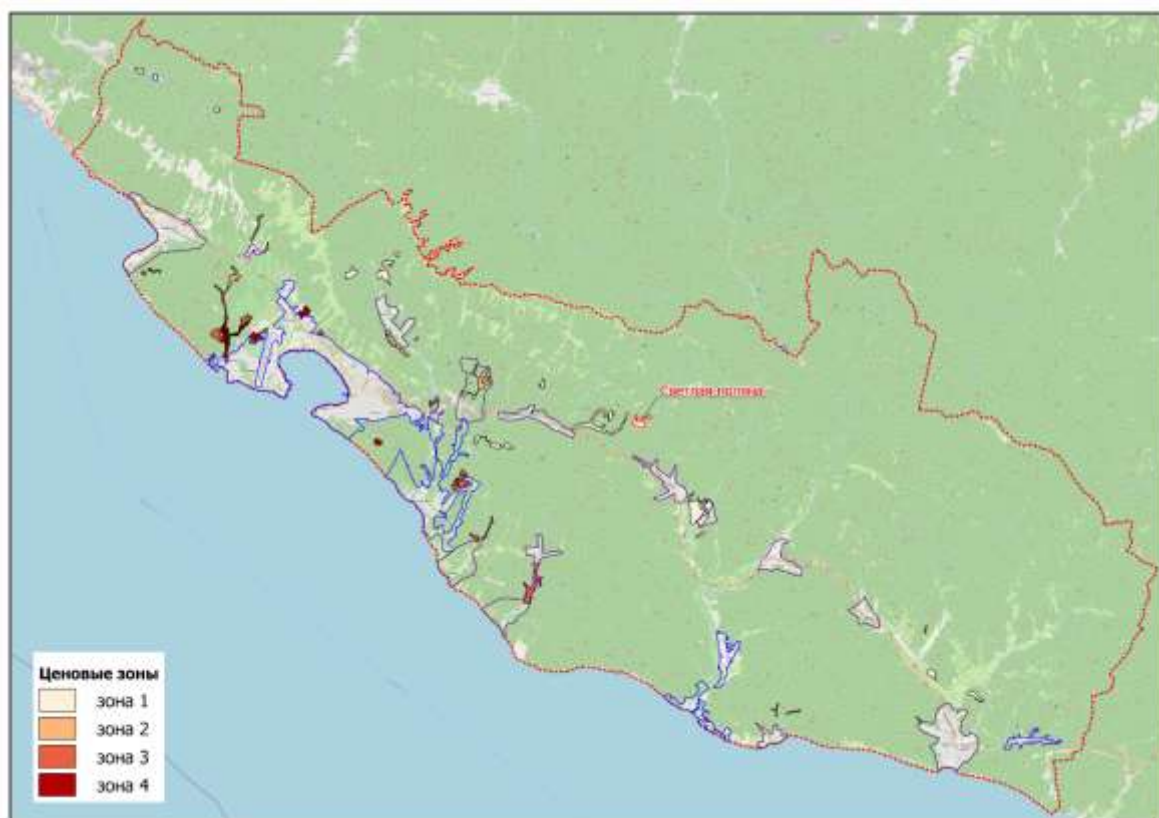 Светлая поляна
Ценовые зоны
зона 1
зона 2
зона 3
зона 4